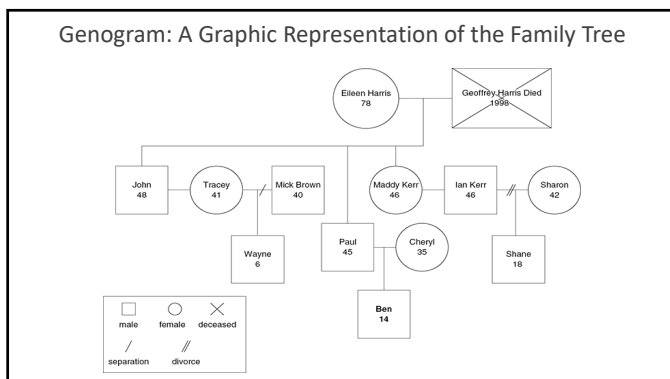 Genogram: A Graphic Representation of the Family Tree
Eileen Harris
78
Geoffrey Harris Died
1998
John
48
Tracey
41
Mick Brown
40
Maddy Kerr
46
Ian Kerr
46
Sharon
42
Wayne
6
Paul
45
Cheryl
35
Shane
18
Ben
14
male
female
deceased
separation
divorce